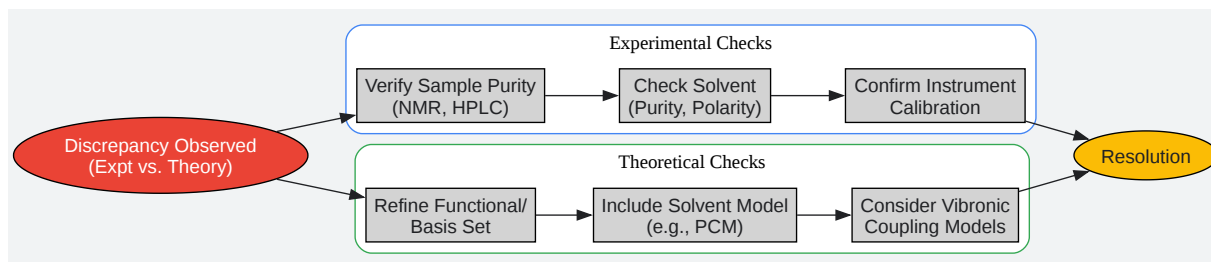 Experimental Checks
Verify Sample Purity
(NMR, HPLC)
Check Solvent
(Purity, Polarity)
Confirm Instrument
Calibration
Discrepancy Observed
(Expt vs. Theory)
Resolution
Theoretical Checks
Refine Functional/
Basis Set
Include Solvent Model
(e.g., PCM)
Consider Vibronic
Coupling Models